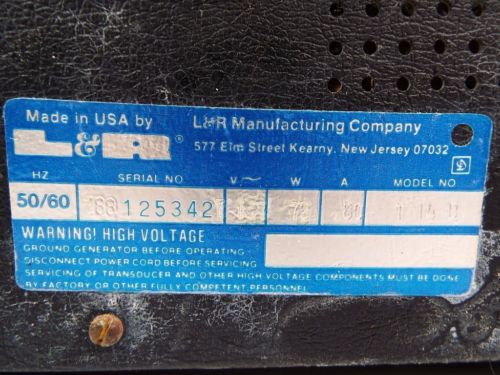 Made in USA by
L&R®
L&R Manufacturing Company
577 Elm Street Kearny, New Jersey 07032
HZ SERIAL NO V~ W A MODEL NO
50/60 125342
WARNING! HIGH VOLTAGE
GROUND GENERATOR BEFORE OPERATING
DISCONNECT POWER CORD BEFORE SERVICING
SERVICING OF TRANSDUCER AND OTHER HIGH VOLTAGE COMPONENTS MUST BE DONE
BY FACTORY OR OTHER FULLY COMPETENT PERSONNEL